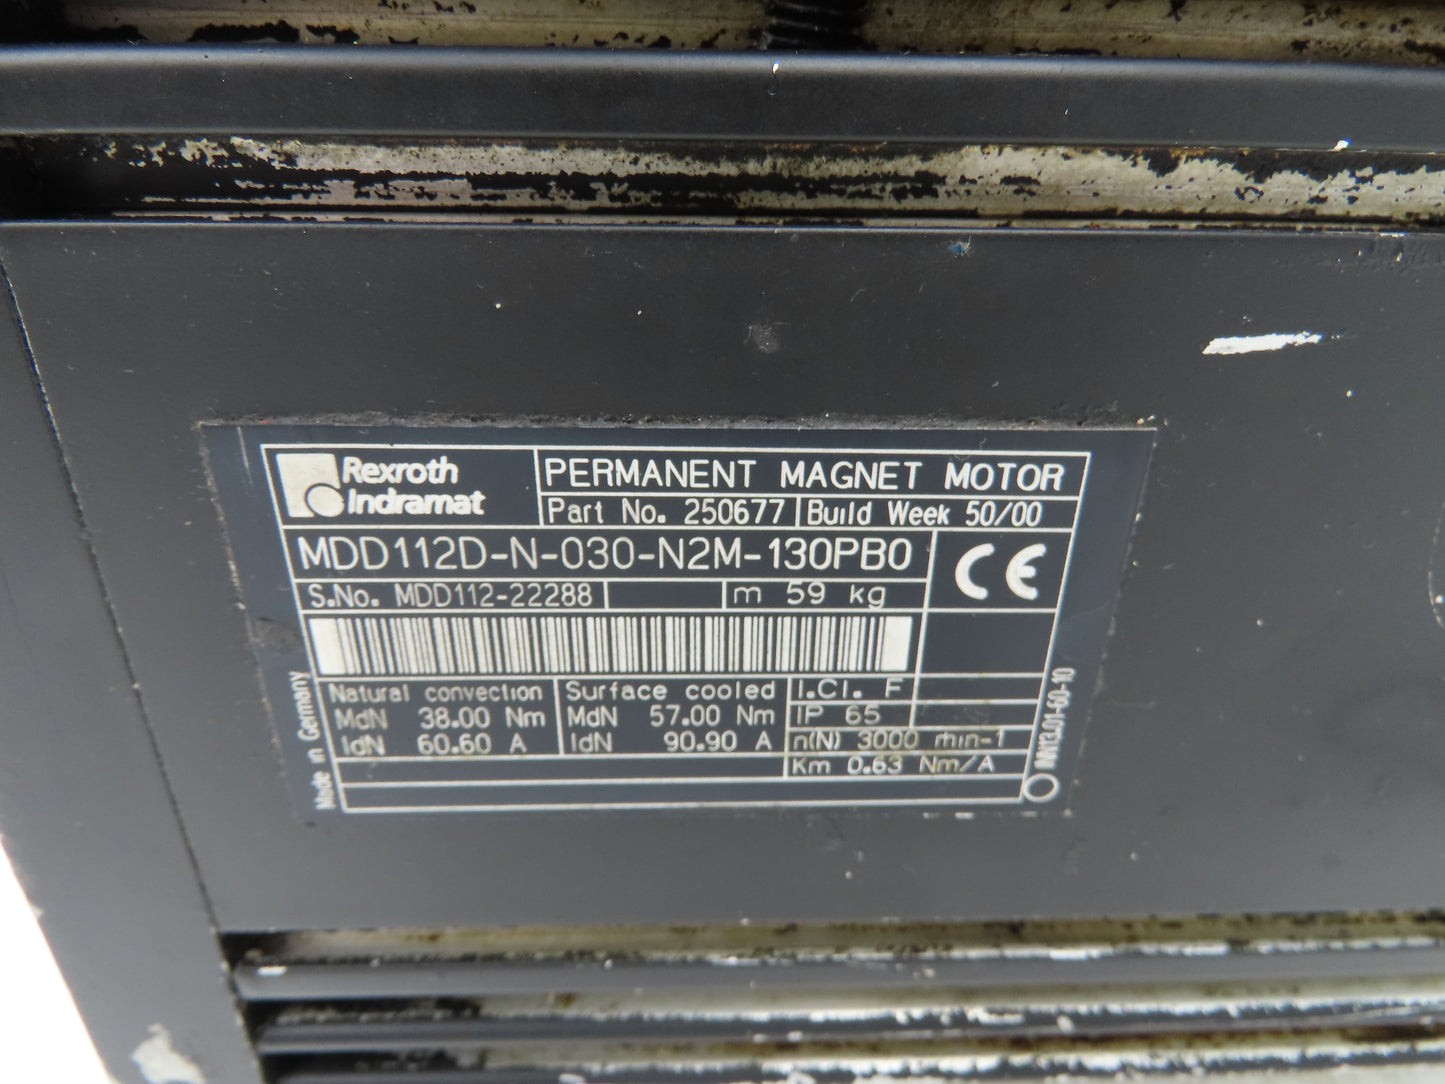 Rexroth
Indramat
PERMANENT MAGNET MOTOR
Part No. 250677 Build Week 50/00
MDD112D-N-030-N2M-130PB0
CE
S.No. MDD112-22288 m 59 kg
Natural convection Surface cooled I.Cl. F
MdN 38.00 Nm MdN 57.00 Nm IP 65
IdN 60.60 A IdN 90.90 A n(N) 3000 min-1
Km 0.63 Nm/A
Made in Germany